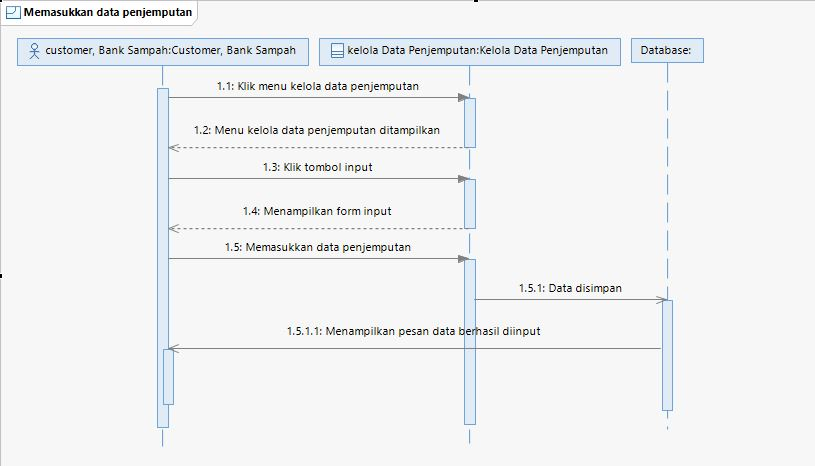 Memasukkan data penjemputan
customer, Bank Sampah:Customer, Bank Sampah
kelola Data Penjemputan:Kelola Data Penjemputan
Database:
1.1: Klik menu kelola data penjemputan
1.2: Menu kelola data penjemputan ditampilkan
1.3: Klik tombol input
1.4: Menampilkan form input
1.5: Memasukkan data penjemputan
1.5.1: Data disimpan
1.5.1.1: Menampilkan pesan data berhasil diinput